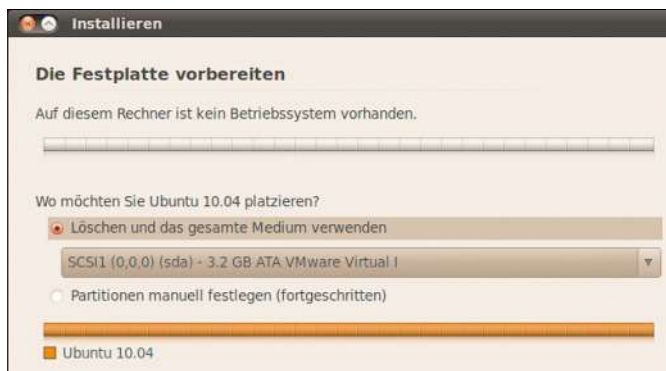 Installieren
Die Festplatte vorbereiten
Auf diesem Rechner ist kein Betriebssystem vorhanden.
Wo möchten Sie Ubuntu 10.04 platzieren?
Löschen und das gesamte Medium verwenden
SCSI1 (0,0,0) (sda) - 3.2 GB ATA VMware Virtual I
Partitionen manuell festlegen (fortgeschritten)
Ubuntu 10.04